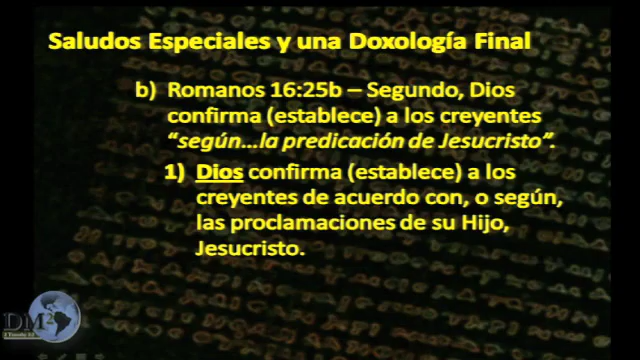 Saludos Especiales y una Doxología Final
b) Romanos 16:25b – Segundo, Dios
confirma (establece) a los creyentes
“según...la predicación de Jesucristo”.
1) Dios confirma (establece) a los
creyentes de acuerdo con, o según,
las proclamaciones de su Hijo,
Jesucristo.
DM2